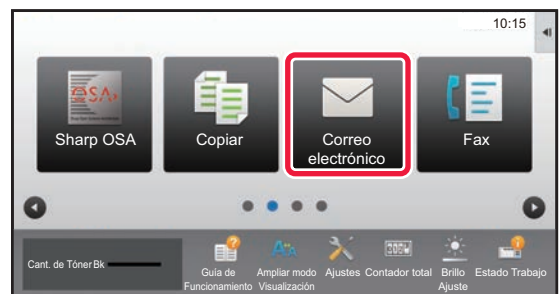 10:15
OSA
Sharp OSA
Copiar
Correo
electrónico
Fax
Cant. de Tóner Bk
Guía de
Funcionamiento
Ampliar modo
Visualización
Ajustes
Contador total
Brillo
Ajuste
Estado Trabajo